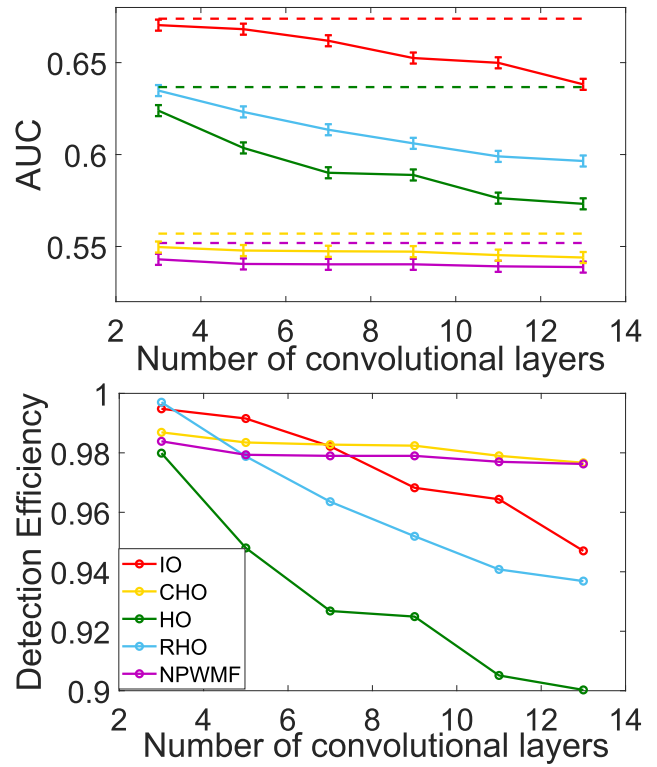 0.65
0.6
0.55
AUC
2 4 6 8 10 12 14
Number of convolutional layers
1
0.98
0.96
0.94
0.92
0.9
Detection Efficiency
IO
CHO
HO
RHO
NPWMF
2 4 6 8 10 12 14
Number of convolutional layers